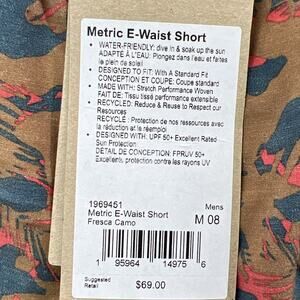 Metric E-Waist Short
• WATER-FRIENDLY: dive in & soak up the sun
ADAPTÉ À L'EAU: Plongez dans l'eau et faites
le plein de soleil
• DESIGNED TO FIT: With A Standard Fit
CONCEPTION ET COUPE: Coupe standard
• MADE WITH: Stretch Performance Woven
FAIT DE: Tissu tissé performance extensible
• RECYCLED: Reduce & Reuse to Respect our
Resources
RECYCLÉ : Protection de nos ressources avec
la réduction et le réemploi
• DESIGNED WITH: UPF 50+ Excellent Rated
Sun Protection
DÉTAIL DE CONCEPTION: FPRUV 50+
Excellents, protection contre les rayons UV
1969451
Metric E-Waist Short
Fresca Camo
Mens
M 08
1 95964 14975 6
Suggested
Retail
$69.00